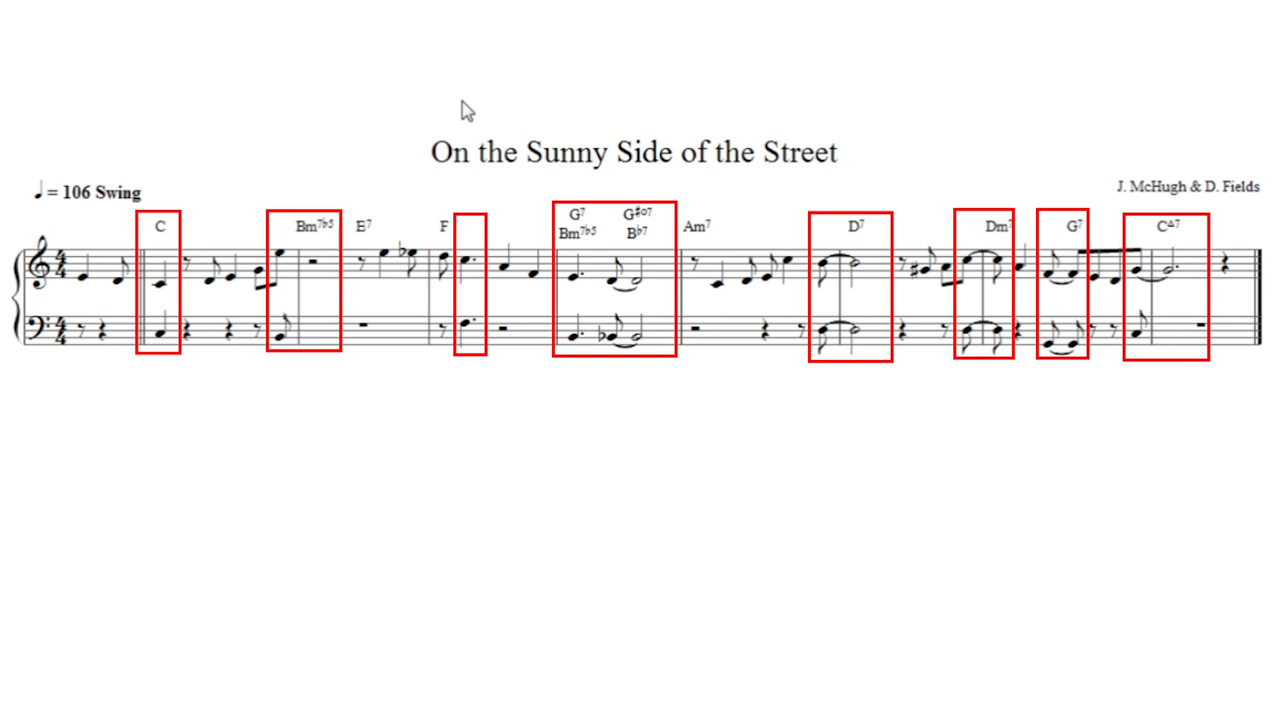 On the Sunny Side of the Street
♩ = 106 Swing
J. McHugh & D. Fields
G7 G♯o7
C Bm7b5 E7 F Bm7b5 Bb7 Am7 D7 Dm7 G7 C△7